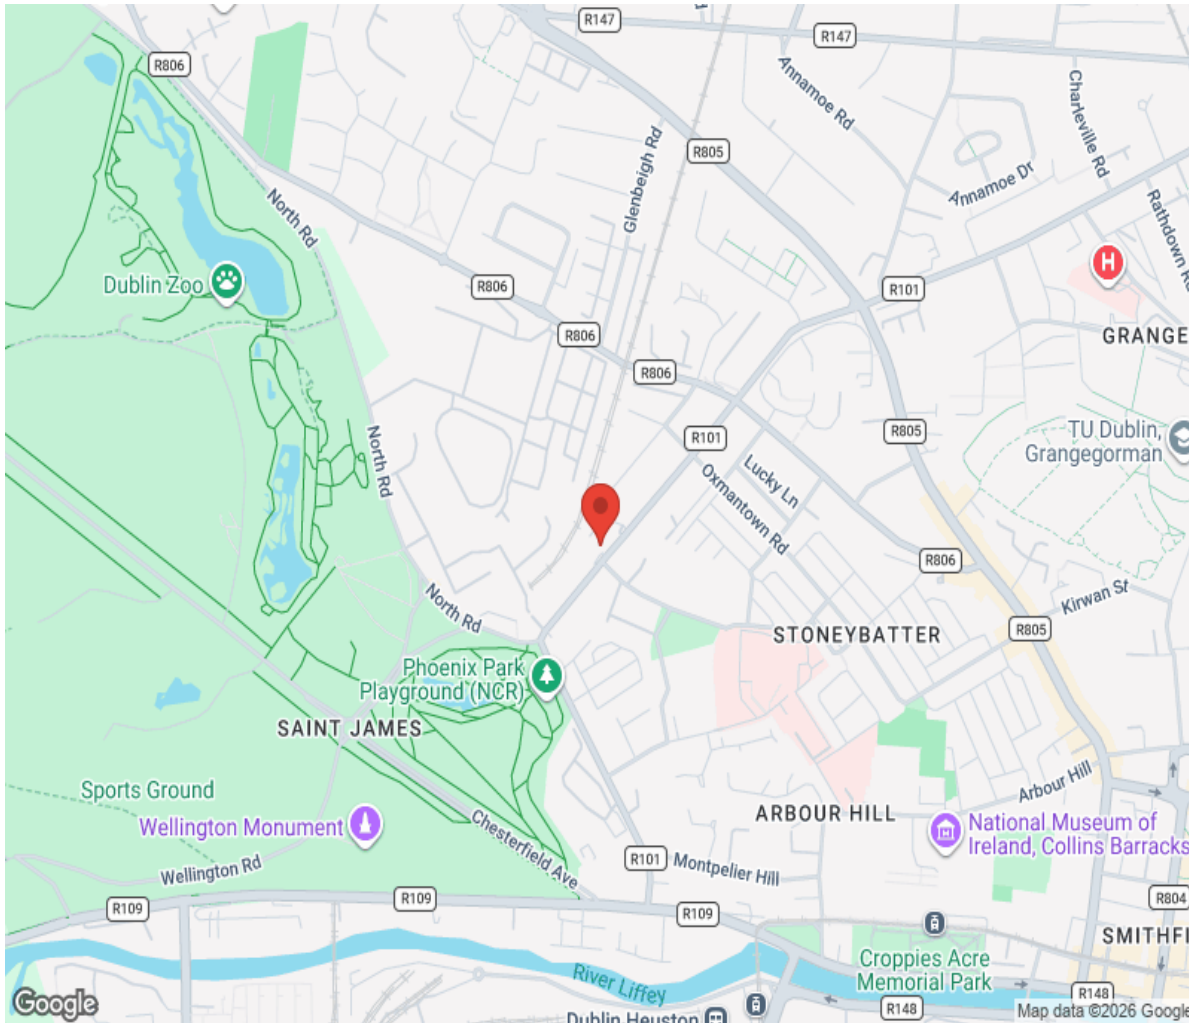 R147
R147
R806
Annamoe Rd
Charleville Rd
R805
Glenbeigh Rd
Annamoe Dr
Rathdown Rd
North Rd
Dublin Zoo
R806
R101
H
R806
GRANGE
R806
North Rd
R101
R805
TU Dublin,
Grangegorman
Lucky Ln
Oxmantown Rd
R806
Kirwan St
North Rd
R805
STONEYBATTER
Phoenix Park
Playground (NCR)
SAINT JAMES
Sports Ground
Arbour Hill
ARBOUR HILL
Wellington Monument
National Museum of
Ireland, Collins Barracks
Chesterfield Ave
R101
Montpelier Hill
Wellington Rd
R109
R109
R109
R804
SMITHFI
Croppies Acre
Memorial Park
River Liffey
R148
R148
Google
Dublin Heuston
Map data ©2026 Google